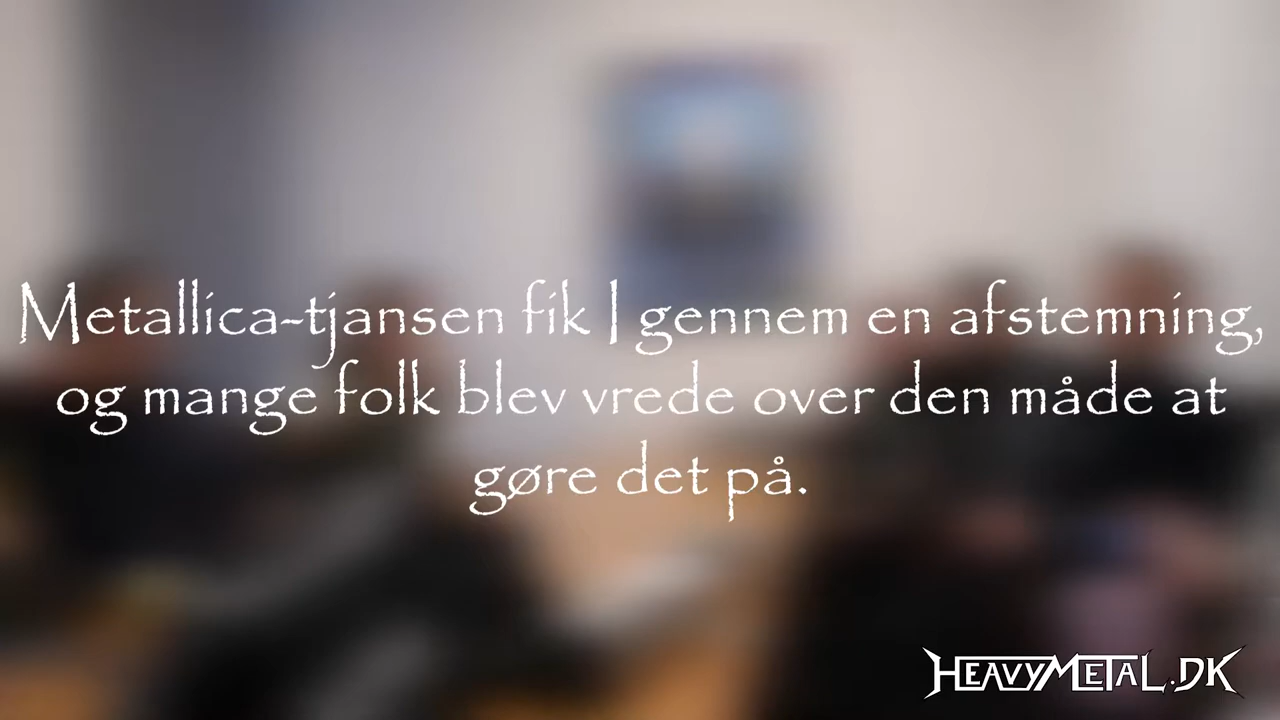 Metallica-tjansen fik I gennem en afstemning,
og mange folk blev vrede over den måde at
gøre det på.
HEAVYMETAL.DK